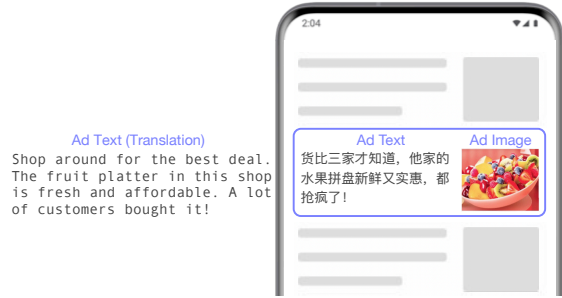 2:04
Ad Text (Translation)
Shop around for the best deal.
The fruit platter in this shop
is fresh and affordable. A lot
of customers bought it!
Ad Text
Ad Image
货比三家才知道，他家的
水果拼盘新鲜又实惠，都
抢疯了！